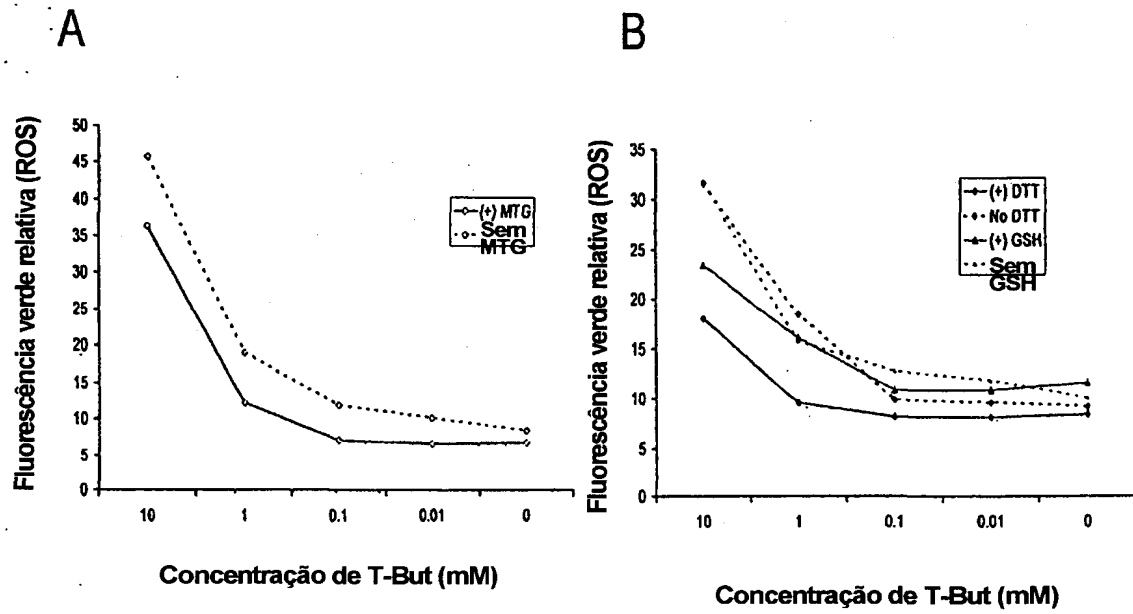 A
Fluorescência verde relativa (ROS)
50
45
40
35
30
25
20
15
10
5
0
(+) MTG
Sem
MTG
10
1
0.1
0.01
0
Concentração de T-But (mM)
B
Fluorescência verde relativa (ROS)
35
30
25
20
15
10
5
0
(+) DTT
No DTT
(+) GSH
Sem
GSH
10
1
0.1
0.01
0
Concentração de T-But (mM)